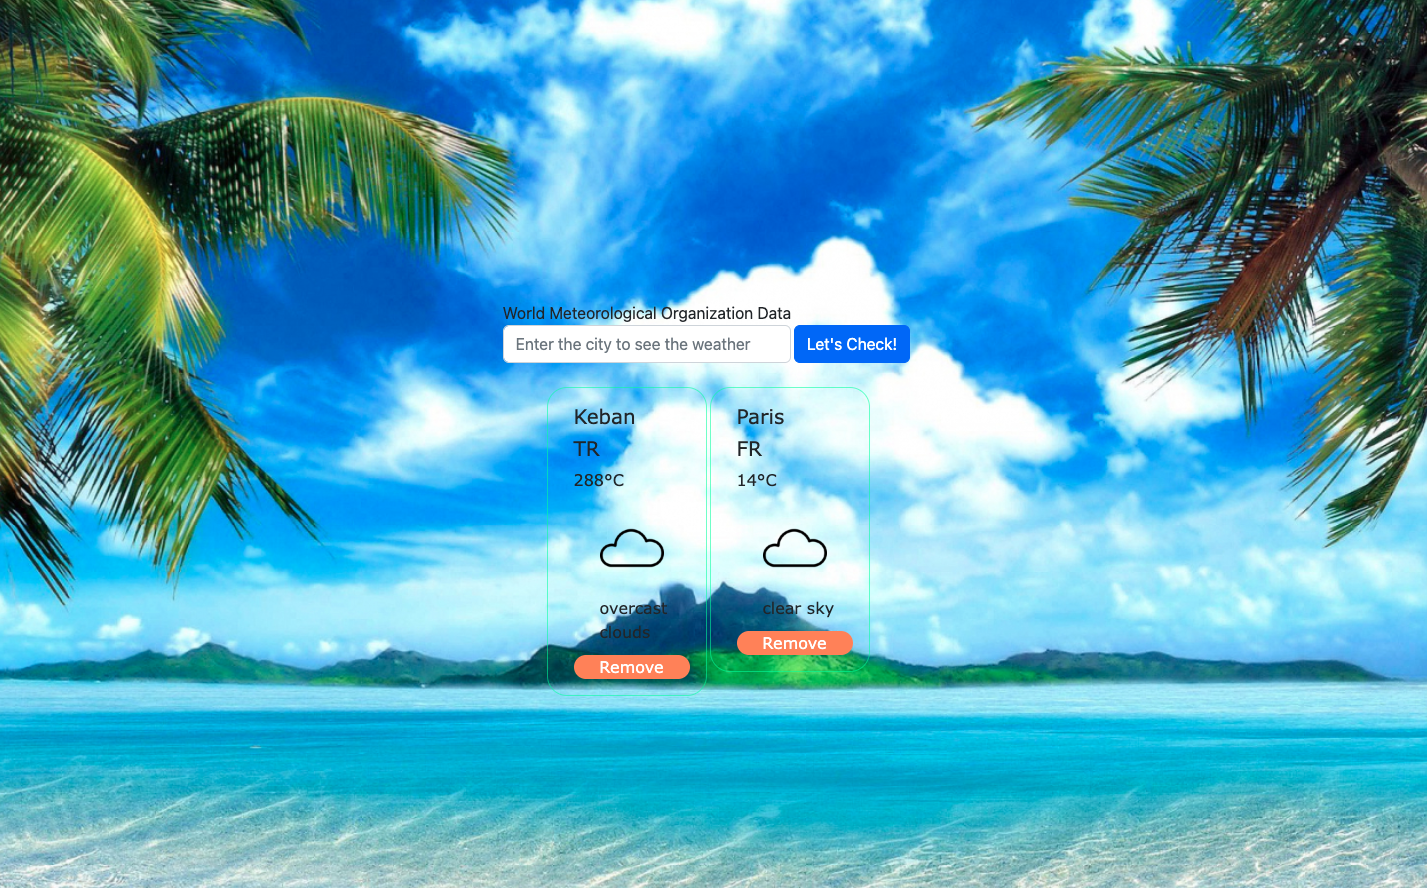 World Meteorological Organization Data
Enter the city to see the weather
Let's Check!
Keban
TR
288°C
overcast
clouds
Remove
Paris
FR
14°C
clear sky
Remove